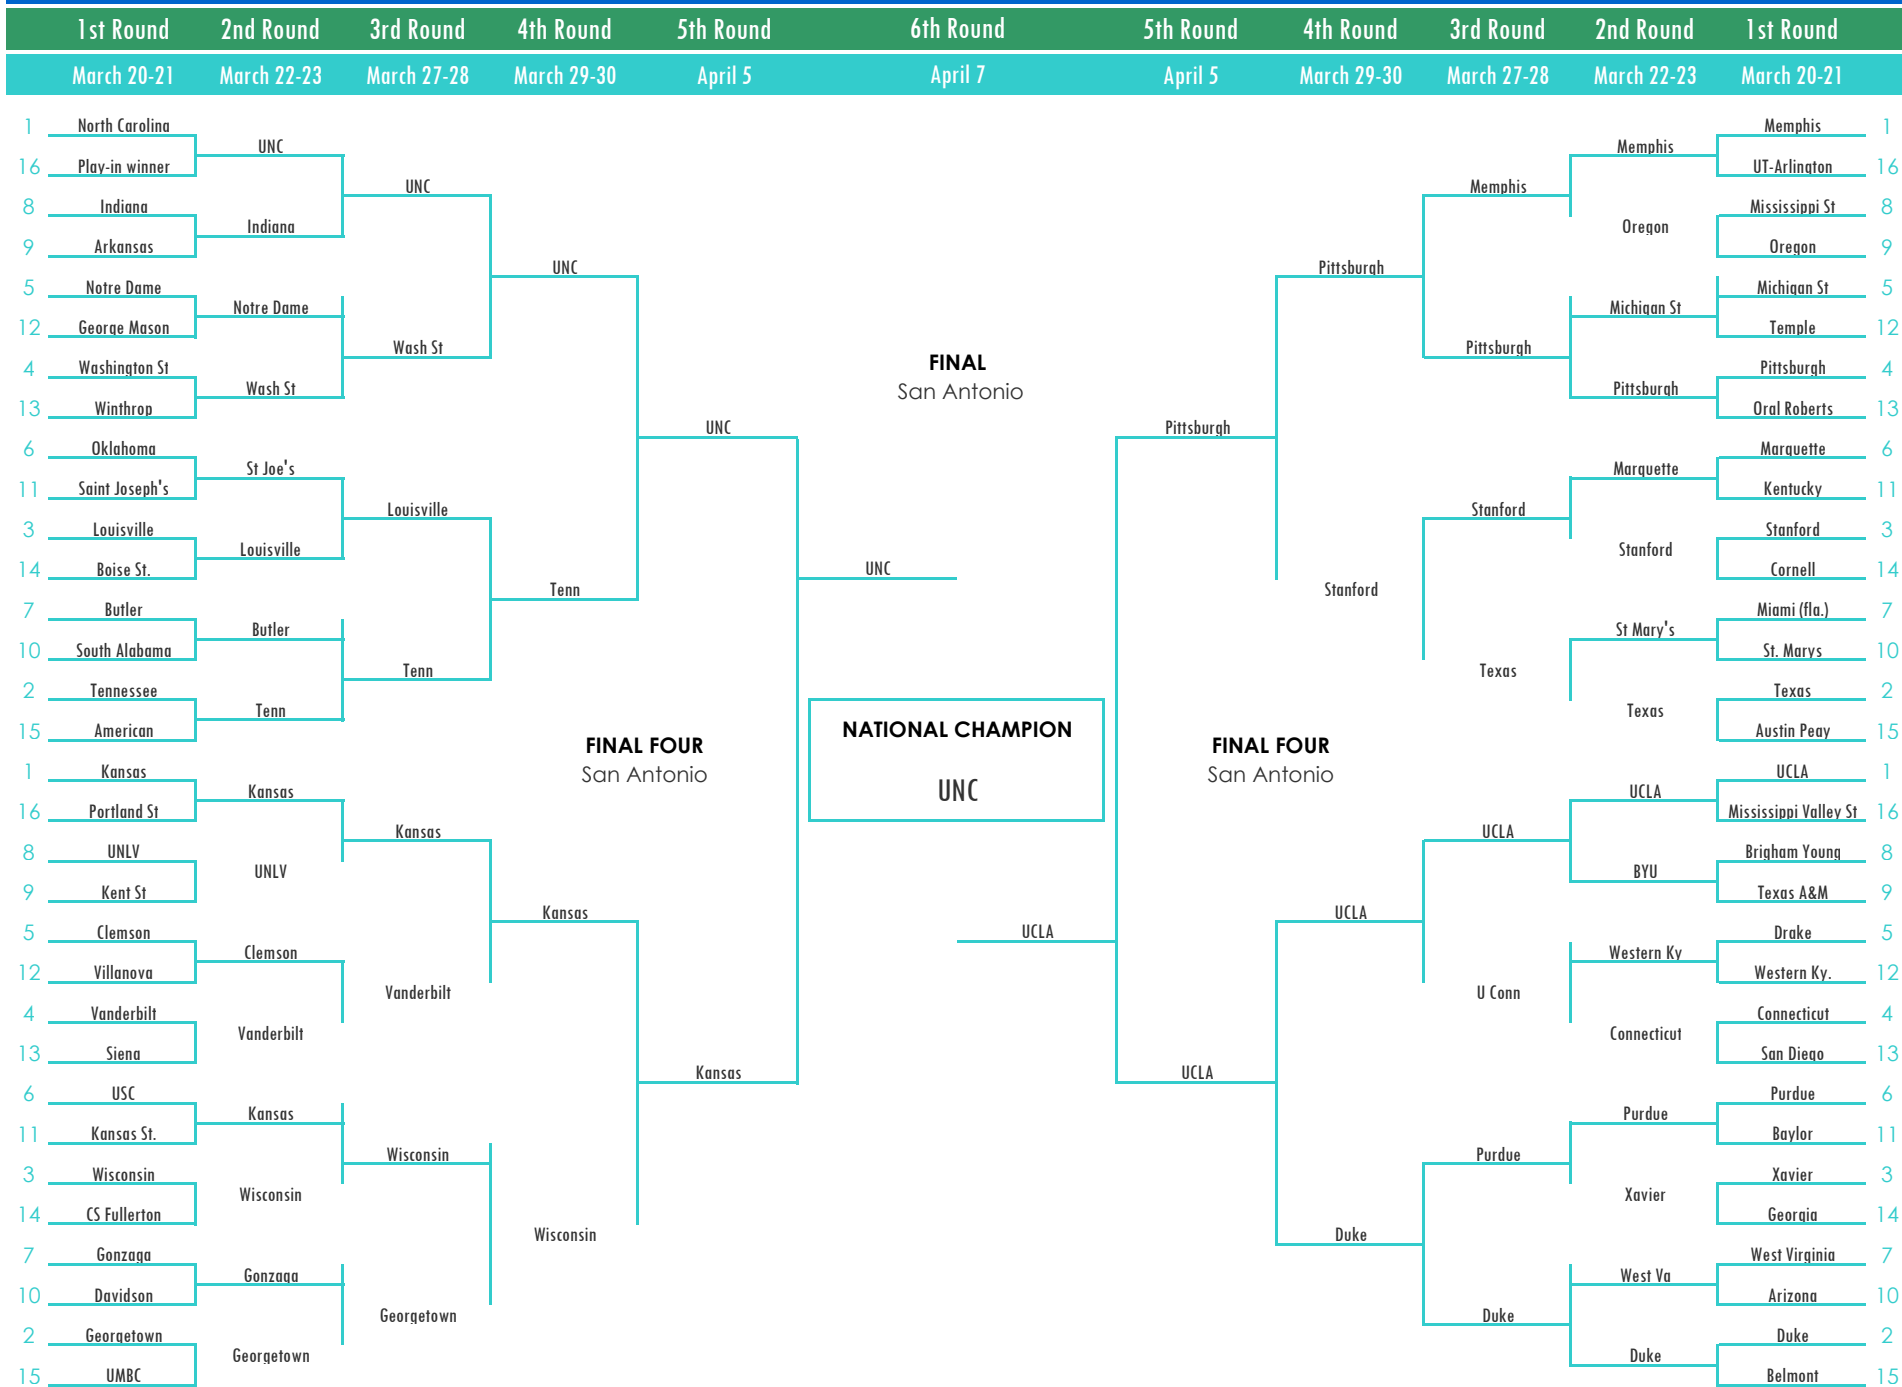 1st Round 2nd Round 3rd Round 4th Round 5th Round 6th Round 5th Round 4th Round 3rd Round 2nd Round 1st Round
March 20-21 March 22-23 March 27-28 March 29-30 April 5 April 7 April 5 March 29-30 March 27-28 March 22-23 March 20-21
1 North Carolina Memphis 1
UNC Memphis
16 Play-in winner UT-Arlington 16
UNC Memphis
8 Indiana Mississippi St 8
Indiana Oregon
9 Arkansas Oregon 9
UNC Pittsburgh
5 Notre Dame Michigan St 5
Notre Dame Michigan St
12 George Mason Temple 12
Wash St Pittsburgh
FINAL
4 Washington St Pittsburgh 4
Wash St San Antonio Pittsburgh
13 Winthrop Oral Roberts 13
UNC Pittsburgh
6 Oklahoma Marquette 6
St Joe's Marquette
11 Saint Joseph's Kentucky 11
Louisville Stanford
3 Louisville Stanford 3
Louisville Stanford
14 Boise St. UNC Cornell 14
Tenn Stanford
7 Butler Miami (fla.) 7
Butler St Mary's
10 South Alabama St. Marys 10
Tenn Texas
2 Tennessee Texas 2
Tenn Texas
15 American NATIONAL CHAMPION Austin Peay 15
FINAL FOUR FINAL FOUR
San Antonio San Antonio
1 Kansas UCLA 1
Kansas UNC UCLA
16 Portland St Mississippi Valley St 16
Kansas UCLA
8 UNLV Brigham Young 8
UNLV BYU
9 Kent St Texas A&M 9
Kansas UCLA
5 Clemson UCLA Drake 5
Clemson Western Ky
12 Villanova Western Ky. 12
Vanderbilt U Conn
4 Vanderbilt Connecticut 4
Vanderbilt Connecticut
13 Siena San Diego 13
Kansas UCLA
6 USC Purdue 6
Kansas Purdue
11 Kansas St. Baylor 11
Wisconsin Purdue
3 Wisconsin Xavier 3
Wisconsin Xavier
14 CS Fullerton Georgia 14
Wisconsin Duke
7 Gonzaga West Virginia 7
Gonzaga West Va
10 Davidson Arizona 10
Georgetown Duke
2 Georgetown Duke 2
Georgetown Duke
15 UMBC Belmont 15